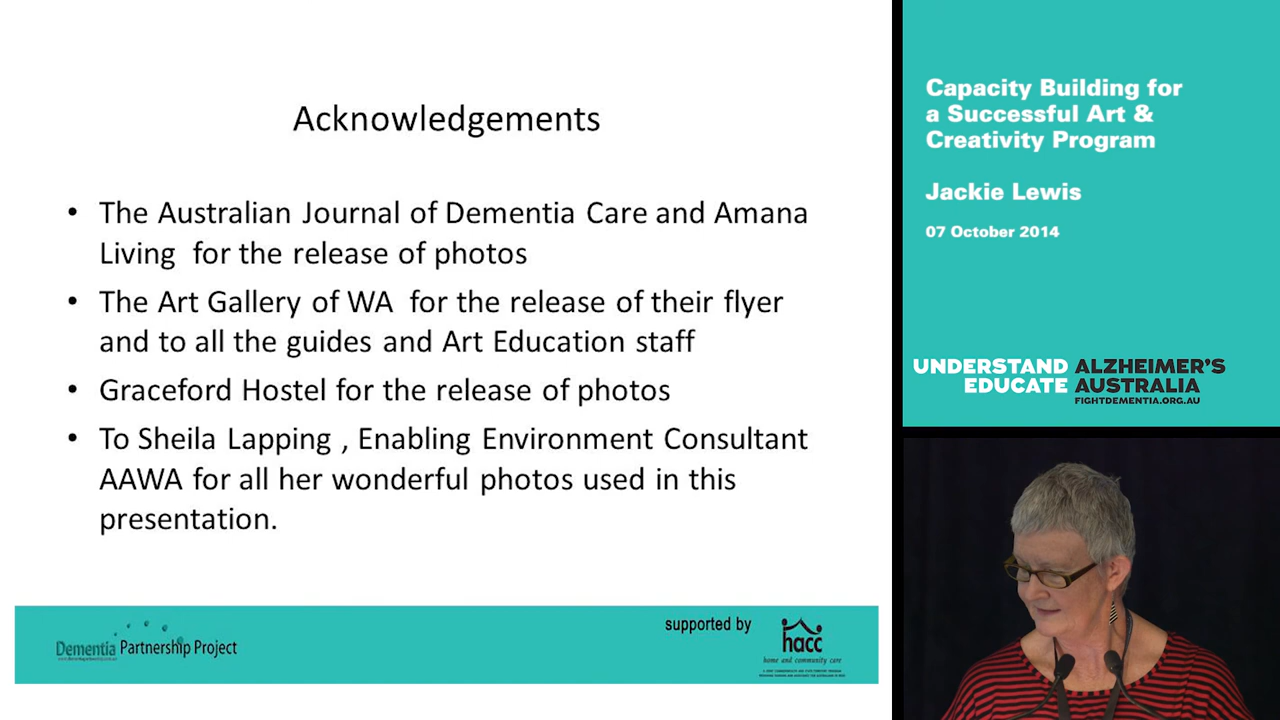 Acknowledgements
• The Australian Journal of Dementia Care and Amana
Living for the release of photos
• The Art Gallery of WA for the release of their flyer
and to all the guides and Art Education staff
• Graceford Hostel for the release of photos
• To Sheila Lapping , Enabling Environment Consultant
AAWA for all her wonderful photos used in this
presentation.
Dementia Partnership Project
supported by
hacc
home and community care
Capacity Building for
a Successful Art &
Creativity Program
Jackie Lewis
07 October 2014
UNDERSTAND ALZHEIMER'S
EDUCATE AUSTRALIA
FIGHTDEMENTIA.ORG.AU